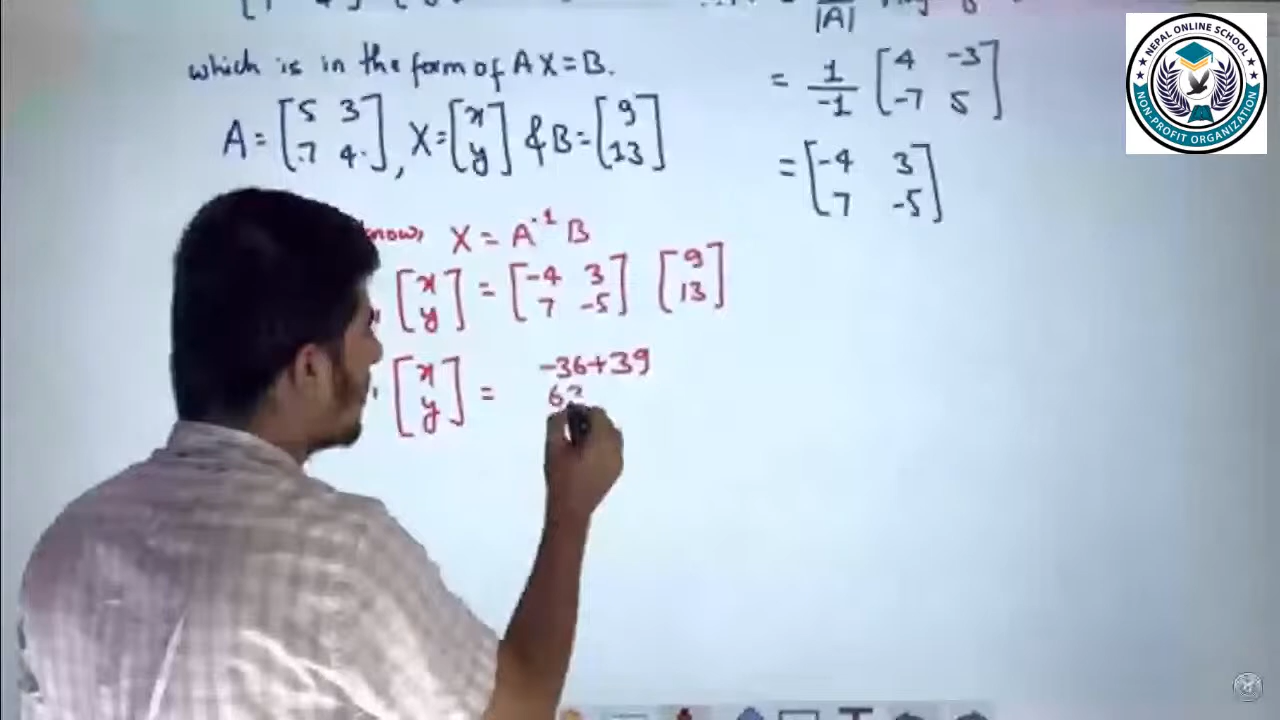 |A|
which is in the form of AX=B.
A = [5 3
7 4], X = [x
y] & B = [9
13]
know, X = A⁻¹ B
[x
y] = [-4 3
7 -5] [9
13]
[x
y] = -36+39
63
= 1/-1 [4 -3
-7 5]
= [-4 3
7 -5]
NEPAL ONLINE SCHOOL
NON-PROFIT ORGANIZATION